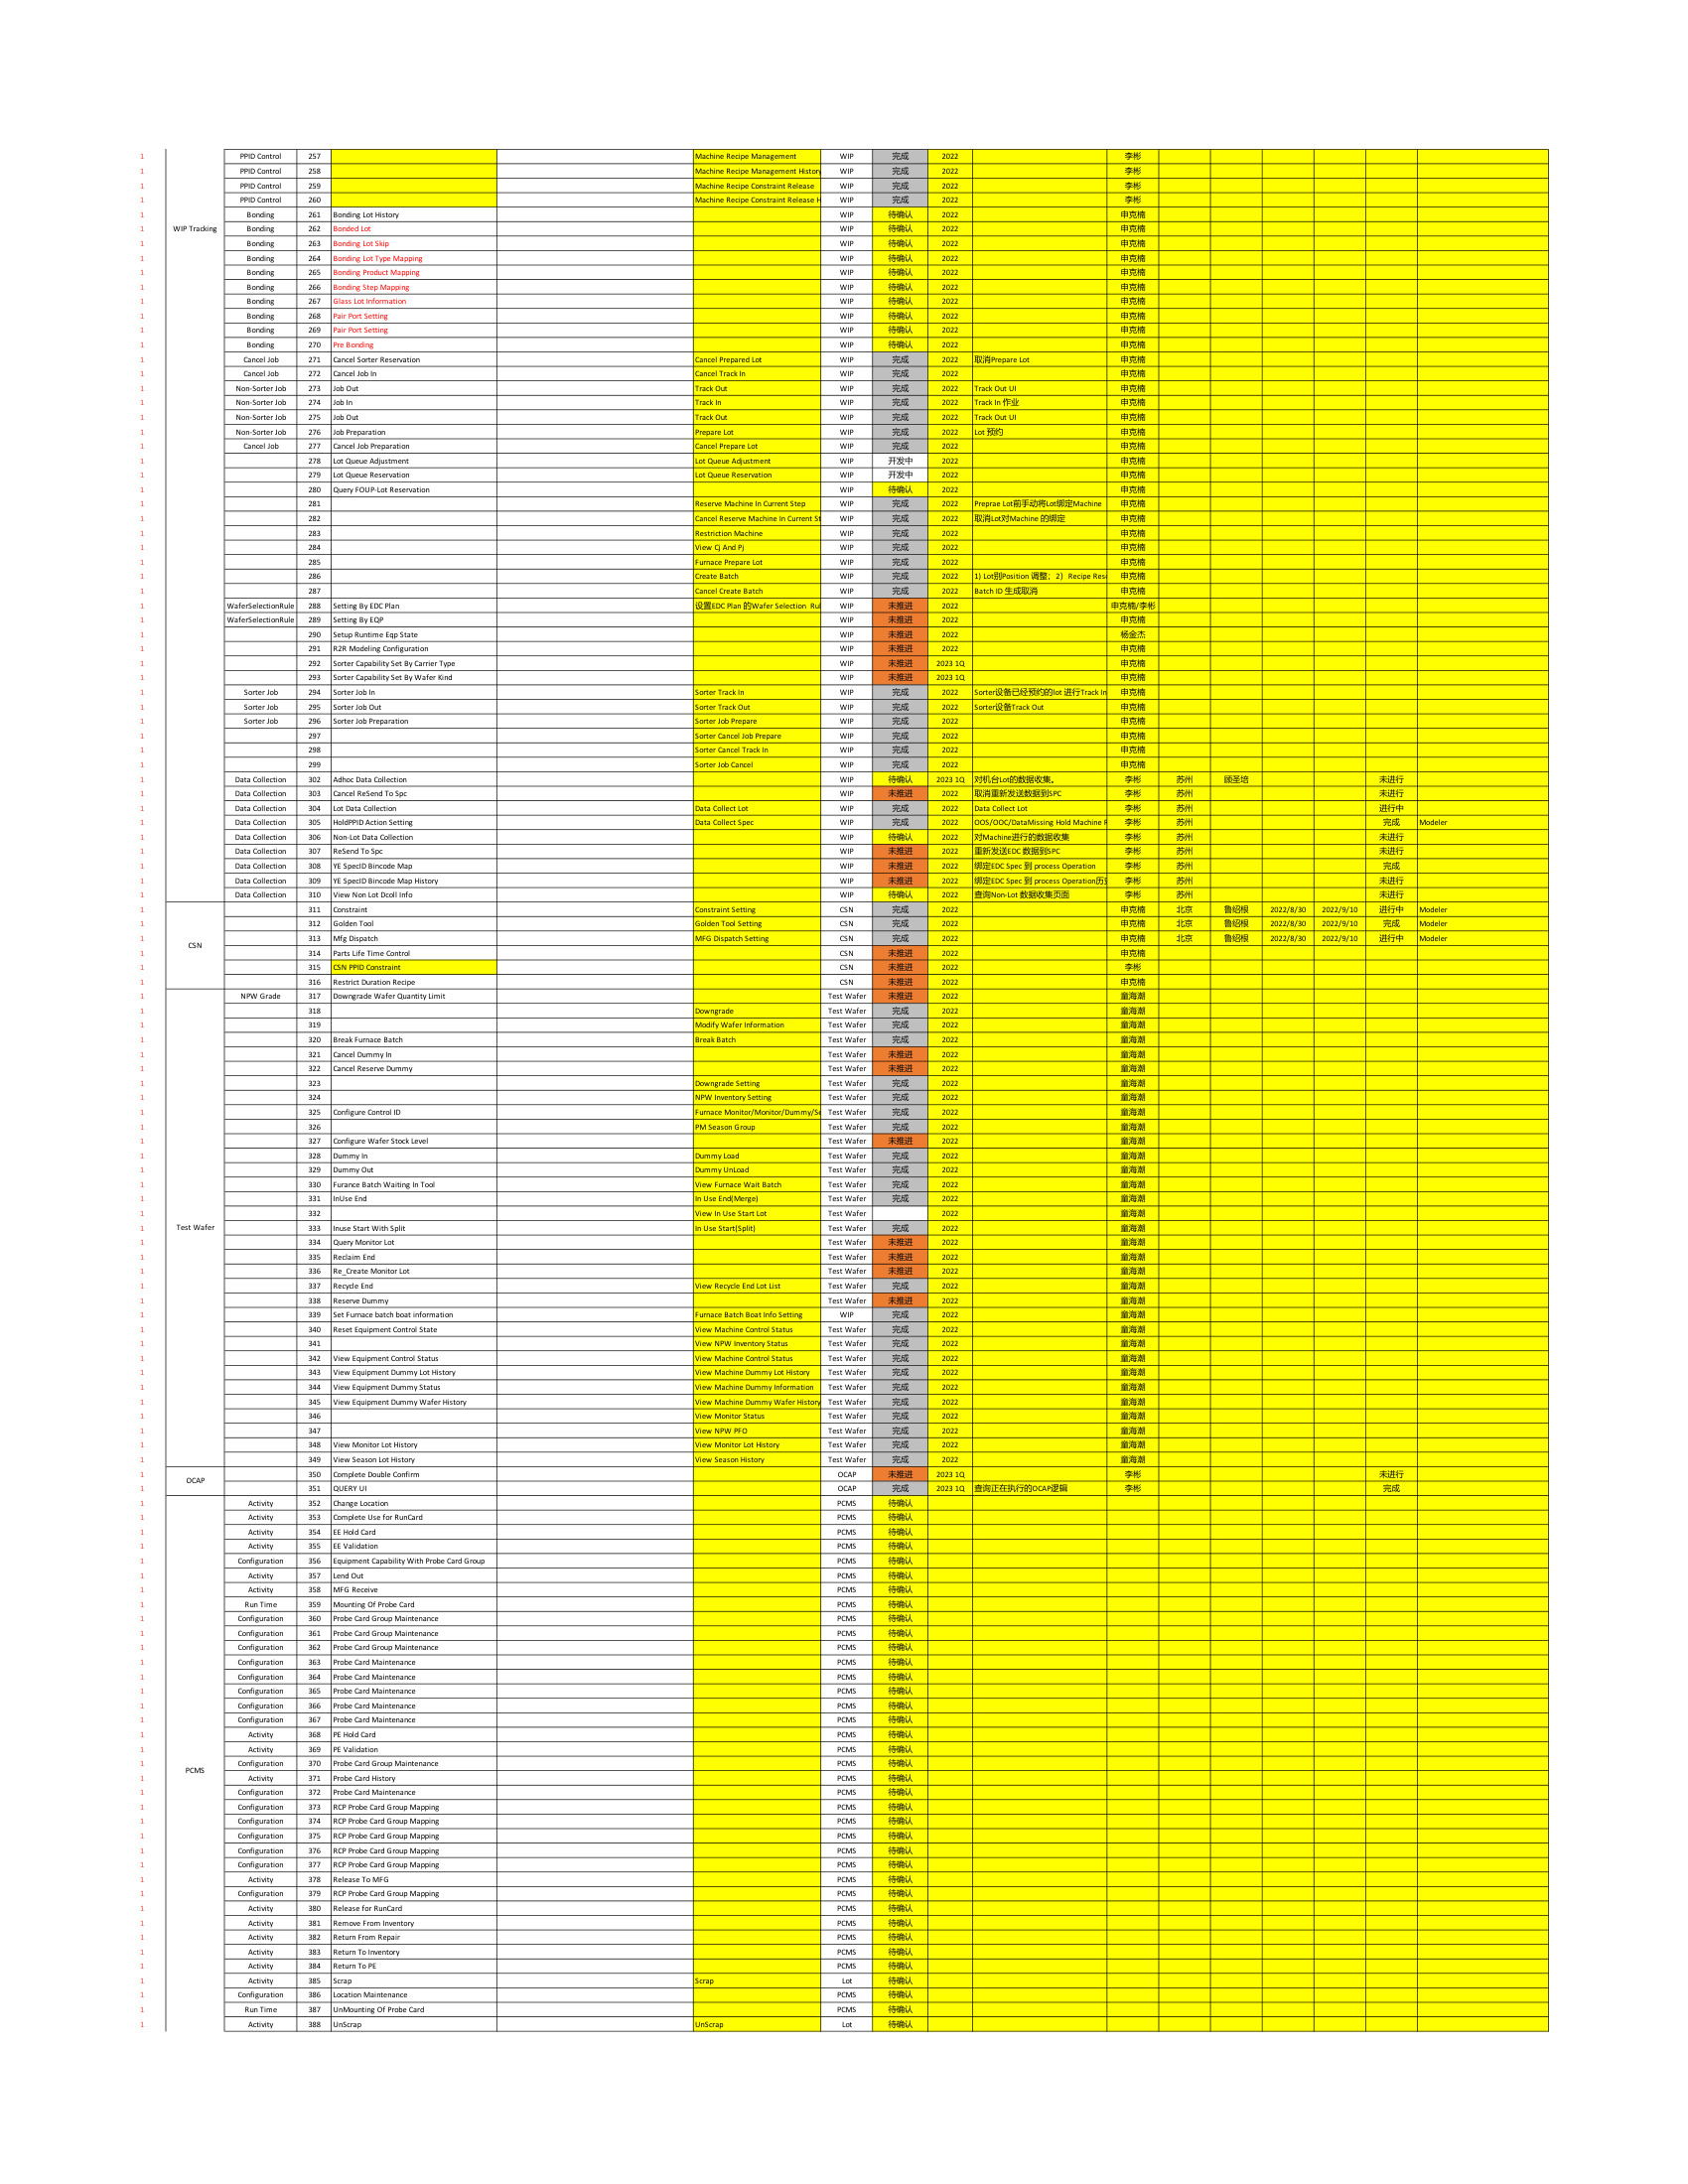 1 PPID Control 257 Machine Recipe Management WIP 完成 2022 李彬
1 PPID Control 258 Machine Recipe Management History WIP 完成 2022 李彬
1 PPID Control 259 Machine Recipe Constraint Release WIP 完成 2022 李彬
1 PPID Control 260 Machine Recipe Constraint Release H WIP 完成 2022 李彬
1 Bonding 261 Bonding Lot History WIP 待确认 2022 申克楠
1 WIP Tracking Bonding 262 Bonded Lot WIP 待确认 2022 申克楠
1 Bonding 263 Bonding Lot Skip WIP 待确认 2022 申克楠
1 Bonding 264 Bonding Lot Type Mapping WIP 待确认 2022 申克楠
1 Bonding 265 Bonding Product Mapping WIP 待确认 2022 申克楠
1 Bonding 266 Bonding Step Mapping WIP 待确认 2022 申克楠
1 Bonding 267 Glass Lot Information WIP 待确认 2022 申克楠
1 Bonding 268 Pair Port Setting WIP 待确认 2022 申克楠
1 Bonding 269 Pair Port Setting WIP 待确认 2022 申克楠
1 Bonding 270 Pre Bonding WIP 待确认 2022 申克楠
1 Cancel Job 271 Cancel Sorter Reservation Cancel Prepared Lot WIP 完成 2022 取消Prepare Lot 申克楠
1 Cancel Job 272 Cancel Job In Cancel Track In WIP 完成 2022 申克楠
1 Non-Sorter Job 273 Job Out Track Out WIP 完成 2022 Track Out UI 申克楠
1 Non-Sorter Job 274 Job In Track In WIP 完成 2022 Track In 作业 申克楠
1 Non-Sorter Job 275 Job Out Track Out WIP 完成 2022 Track Out UI 申克楠
1 Non-Sorter Job 276 Job Preparation Prepare Lot WIP 完成 2022 Lot 预约 申克楠
1 Cancel Job 277 Cancel Job Preparation Cancel Prepare Lot WIP 完成 2022 申克楠
1 278 Lot Queue Adjustment Lot Queue Adjustment WIP 开发中 2022 申克楠
1 279 Lot Queue Reservation Lot Queue Reservation WIP 开发中 2022 申克楠
1 280 Query FOUP-Lot Reservation WIP 待确认 2022 申克楠
1 281 Reserve Machine In Current Step WIP 完成 2022 Preprae Lot前手动将Lot绑定Machine 申克楠
1 282 Cancel Reserve Machine In Current St WIP 完成 2022 取消Lot对Machine 的绑定 申克楠
1 283 Restriction Machine WIP 完成 2022 申克楠
1 284 View Cj And Pj WIP 完成 2022 申克楠
1 285 Furnace Prepare Lot WIP 完成 2022 申克楠
1 286 Create Batch WIP 完成 2022 1) Lot别Position 调整；2）Recipe Rese 申克楠
1 287 Cancel Create Batch WIP 完成 2022 Batch ID 生成取消 申克楠
1 WaferSelectionRule 288 Setting By EDC Plan 设置EDC Plan 的Wafer Selection Rul WIP 未推进 2022 申克楠/李彬
1 WaferSelectionRule 289 Setting By EQP WIP 未推进 2022 申克楠
1 290 Setup Runtime Eqp State WIP 未推进 2022 杨金杰
1 291 R2R Modeling Configuration WIP 未推进 2022 申克楠
1 292 Sorter Capability Set By Carrier Type WIP 未推进 2023 1Q 申克楠
1 293 Sorter Capability Set By Wafer Kind WIP 未推进 2023 1Q 申克楠
1 Sorter Job 294 Sorter Job In Sorter Track In WIP 完成 2022 Sorter设备已经预约的lot 进行Track In 申克楠
1 Sorter Job 295 Sorter Job Out Sorter Track Out WIP 完成 2022 Sorter设备Track Out 申克楠
1 Sorter Job 296 Sorter Job Preparation Sorter Job Prepare WIP 完成 2022 申克楠
1 297 Sorter Cancel Job Prepare WIP 完成 2022 申克楠
1 298 Sorter Cancel Track In WIP 完成 2022 申克楠
1 299 Sorter Job Cancel WIP 完成 2022 申克楠
1 Data Collection 302 Adhoc Data Collection WIP 待确认 2023 1Q 对机台Lot的数据收集。 李彬 苏州 顾圣培 未进行
1 Data Collection 303 Cancel ReSend To Spc WIP 未推进 2022 取消重新发送数据到SPC 李彬 苏州 未进行
1 Data Collection 304 Lot Data Collection Data Collect Lot WIP 完成 2022 Data Collect Lot 李彬 苏州 进行中
1 Data Collection 305 HoldPPID Action Setting Data Collect Spec WIP 完成 2022 OOS/OOC/DataMissing Hold Machine R 李彬 苏州 完成 Modeler
1 Data Collection 306 Non-Lot Data Collection WIP 待确认 2022 对Machine进行的数据收集 李彬 苏州 未进行
1 Data Collection 307 ReSend To Spc WIP 未推进 2022 重新发送EDC 数据到SPC 李彬 苏州 未进行
1 Data Collection 308 YE SpecID Bincode Map WIP 未推进 2022 绑定EDC Spec 到 process Operation 李彬 苏州 完成
1 Data Collection 309 YE SpecID Bincode Map History WIP 未推进 2022 绑定EDC Spec 到 process Operation历史 李彬 苏州 未进行
1 Data Collection 310 View Non Lot Dcoll Info WIP 待确认 2022 查询Non-Lot 数据收集页面 李彬 苏州 未进行
1 311 Constraint Constraint Setting CSN 完成 2022 申克楠 北京 鲁绍根 2022/8/30 2022/9/10 进行中 Modeler
1 312 Golden Tool Golden Tool Setting CSN 完成 2022 申克楠 北京 鲁绍根 2022/8/30 2022/9/10 完成 Modeler
1 CSN 313 Mfg Dispatch MFG Dispatch Setting CSN 完成 2022 申克楠 北京 鲁绍根 2022/8/30 2022/9/10 进行中 Modeler
1 314 Parts Life Time Control CSN 未推进 2022 申克楠
1 315 CSN PPID Constraint CSN 未推进 2022 李彬
1 316 Restrict Duration Recipe CSN 未推进 2022 申克楠
1 NPW Grade 317 Downgrade Wafer Quantity Limit Test Wafer 未推进 2022 童海潮
1 318 Downgrade Test Wafer 完成 2022 童海潮
1 319 Modify Wafer Information Test Wafer 完成 2022 童海潮
1 320 Break Furnace Batch Break Batch Test Wafer 完成 2022 童海潮
1 321 Cancel Dummy In Test Wafer 未推进 2022 童海潮
1 322 Cancel Reserve Dummy Test Wafer 未推进 2022 童海潮
1 323 Downgrade Setting Test Wafer 完成 2022 童海潮
1 324 NPW Inventory Setting Test Wafer 完成 2022 童海潮
1 325 Configure Control ID Furnace Monitor/Monitor/Dummy/Se Test Wafer 完成 2022 童海潮
1 326 PM Season Group Test Wafer 完成 2022 童海潮
1 327 Configure Wafer Stock Level Test Wafer 未推进 2022 童海潮
1 328 Dummy In Dummy Load Test Wafer 完成 2022 童海潮
1 329 Dummy Out Dummy UnLoad Test Wafer 完成 2022 童海潮
1 330 Furance Batch Waiting In Tool View Furnace Wait Batch Test Wafer 完成 2022 童海潮
1 331 InUse End In Use End(Merge) Test Wafer 完成 2022 童海潮
1 332 View In Use Start Lot Test Wafer 2022 童海潮
1 Test Wafer 333 Inuse Start With Split In Use Start(Split) Test Wafer 完成 2022 童海潮
1 334 Query Monitor Lot Test Wafer 未推进 2022 童海潮
1 335 Reclaim End Test Wafer 未推进 2022 童海潮
1 336 Re_Create Monitor Lot Test Wafer 未推进 2022 童海潮
1 337 Recycle End View Recycle End Lot List Test Wafer 完成 2022 童海潮
1 338 Reserve Dummy Test Wafer 未推进 2022 童海潮
1 339 Set Furnace batch boat information Furnace Batch Boat Info Setting WIP 完成 2022 童海潮
1 340 Reset Equipment Control State View Machine Control Status Test Wafer 完成 2022 童海潮
1 341 View NPW Inventory Status Test Wafer 完成 2022 童海潮
1 342 View Equipment Control Status View Machine Control Status Test Wafer 完成 2022 童海潮
1 343 View Equipment Dummy Lot History View Machine Dummy Lot History Test Wafer 完成 2022 童海潮
1 344 View Equipment Dummy Status View Machine Dummy Information Test Wafer 完成 2022 童海潮
1 345 View Equipment Dummy Wafer History View Machine Dummy Wafer History Test Wafer 完成 2022 童海潮
1 346 View Monitor Status Test Wafer 完成 2022 童海潮
1 347 View NPW PFO Test Wafer 完成 2022 童海潮
1 348 View Monitor Lot History View Monitor Lot History Test Wafer 完成 2022 童海潮
1 349 View Season Lot History View Season History Test Wafer 完成 2022 童海潮
1 OCAP 350 Complete Double Confirm OCAP 未推进 2023 1Q 李彬 未进行
1 351 QUERY UI OCAP 完成 2023 1Q 查询正在执行的OCAP逻辑 李彬 完成
1 Activity 352 Change Location PCMS 待确认
1 Activity 353 Complete Use for RunCard PCMS 待确认
1 Activity 354 EE Hold Card PCMS 待确认
1 Activity 355 EE Validation PCMS 待确认
1 Configuration 356 Equipment Capability With Probe Card Group PCMS 待确认
1 Activity 357 Lend Out PCMS 待确认
1 Activity 358 MFG Receive PCMS 待确认
1 Run Time 359 Mounting Of Probe Card PCMS 待确认
1 Configuration 360 Probe Card Group Maintenance PCMS 待确认
1 Configuration 361 Probe Card Group Maintenance PCMS 待确认
1 Configuration 362 Probe Card Group Maintenance PCMS 待确认
1 Configuration 363 Probe Card Maintenance PCMS 待确认
1 Configuration 364 Probe Card Maintenance PCMS 待确认
1 Configuration 365 Probe Card Maintenance PCMS 待确认
1 Configuration 366 Probe Card Maintenance PCMS 待确认
1 Configuration 367 Probe Card Maintenance PCMS 待确认
1 Activity 368 PE Hold Card PCMS 待确认
1 Activity 369 PE Validation PCMS 待确认
1 Configuration 370 Probe Card Group Maintenance PCMS 待确认
1 PCMS Activity 371 Probe Card History PCMS 待确认
1 Configuration 372 Probe Card Maintenance PCMS 待确认
1 Configuration 373 RCP Probe Card Group Mapping PCMS 待确认
1 Configuration 374 RCP Probe Card Group Mapping PCMS 待确认
1 Configuration 375 RCP Probe Card Group Mapping PCMS 待确认
1 Configuration 376 RCP Probe Card Group Mapping PCMS 待确认
1 Configuration 377 RCP Probe Card Group Mapping PCMS 待确认
1 Activity 378 Release To MFG PCMS 待确认
1 Configuration 379 RCP Probe Card Group Mapping PCMS 待确认
1 Activity 380 Release for RunCard PCMS 待确认
1 Activity 381 Remove From Inventory PCMS 待确认
1 Activity 382 Return From Repair PCMS 待确认
1 Activity 383 Return To Inventory PCMS 待确认
1 Activity 384 Return To PE PCMS 待确认
1 Activity 385 Scrap Scrap Lot 待确认
1 Configuration 386 Location Maintenance PCMS 待确认
1 Run Time 387 UnMounting Of Probe Card PCMS 待确认
1 Activity 388 UnScrap UnScrap Lot 待确认